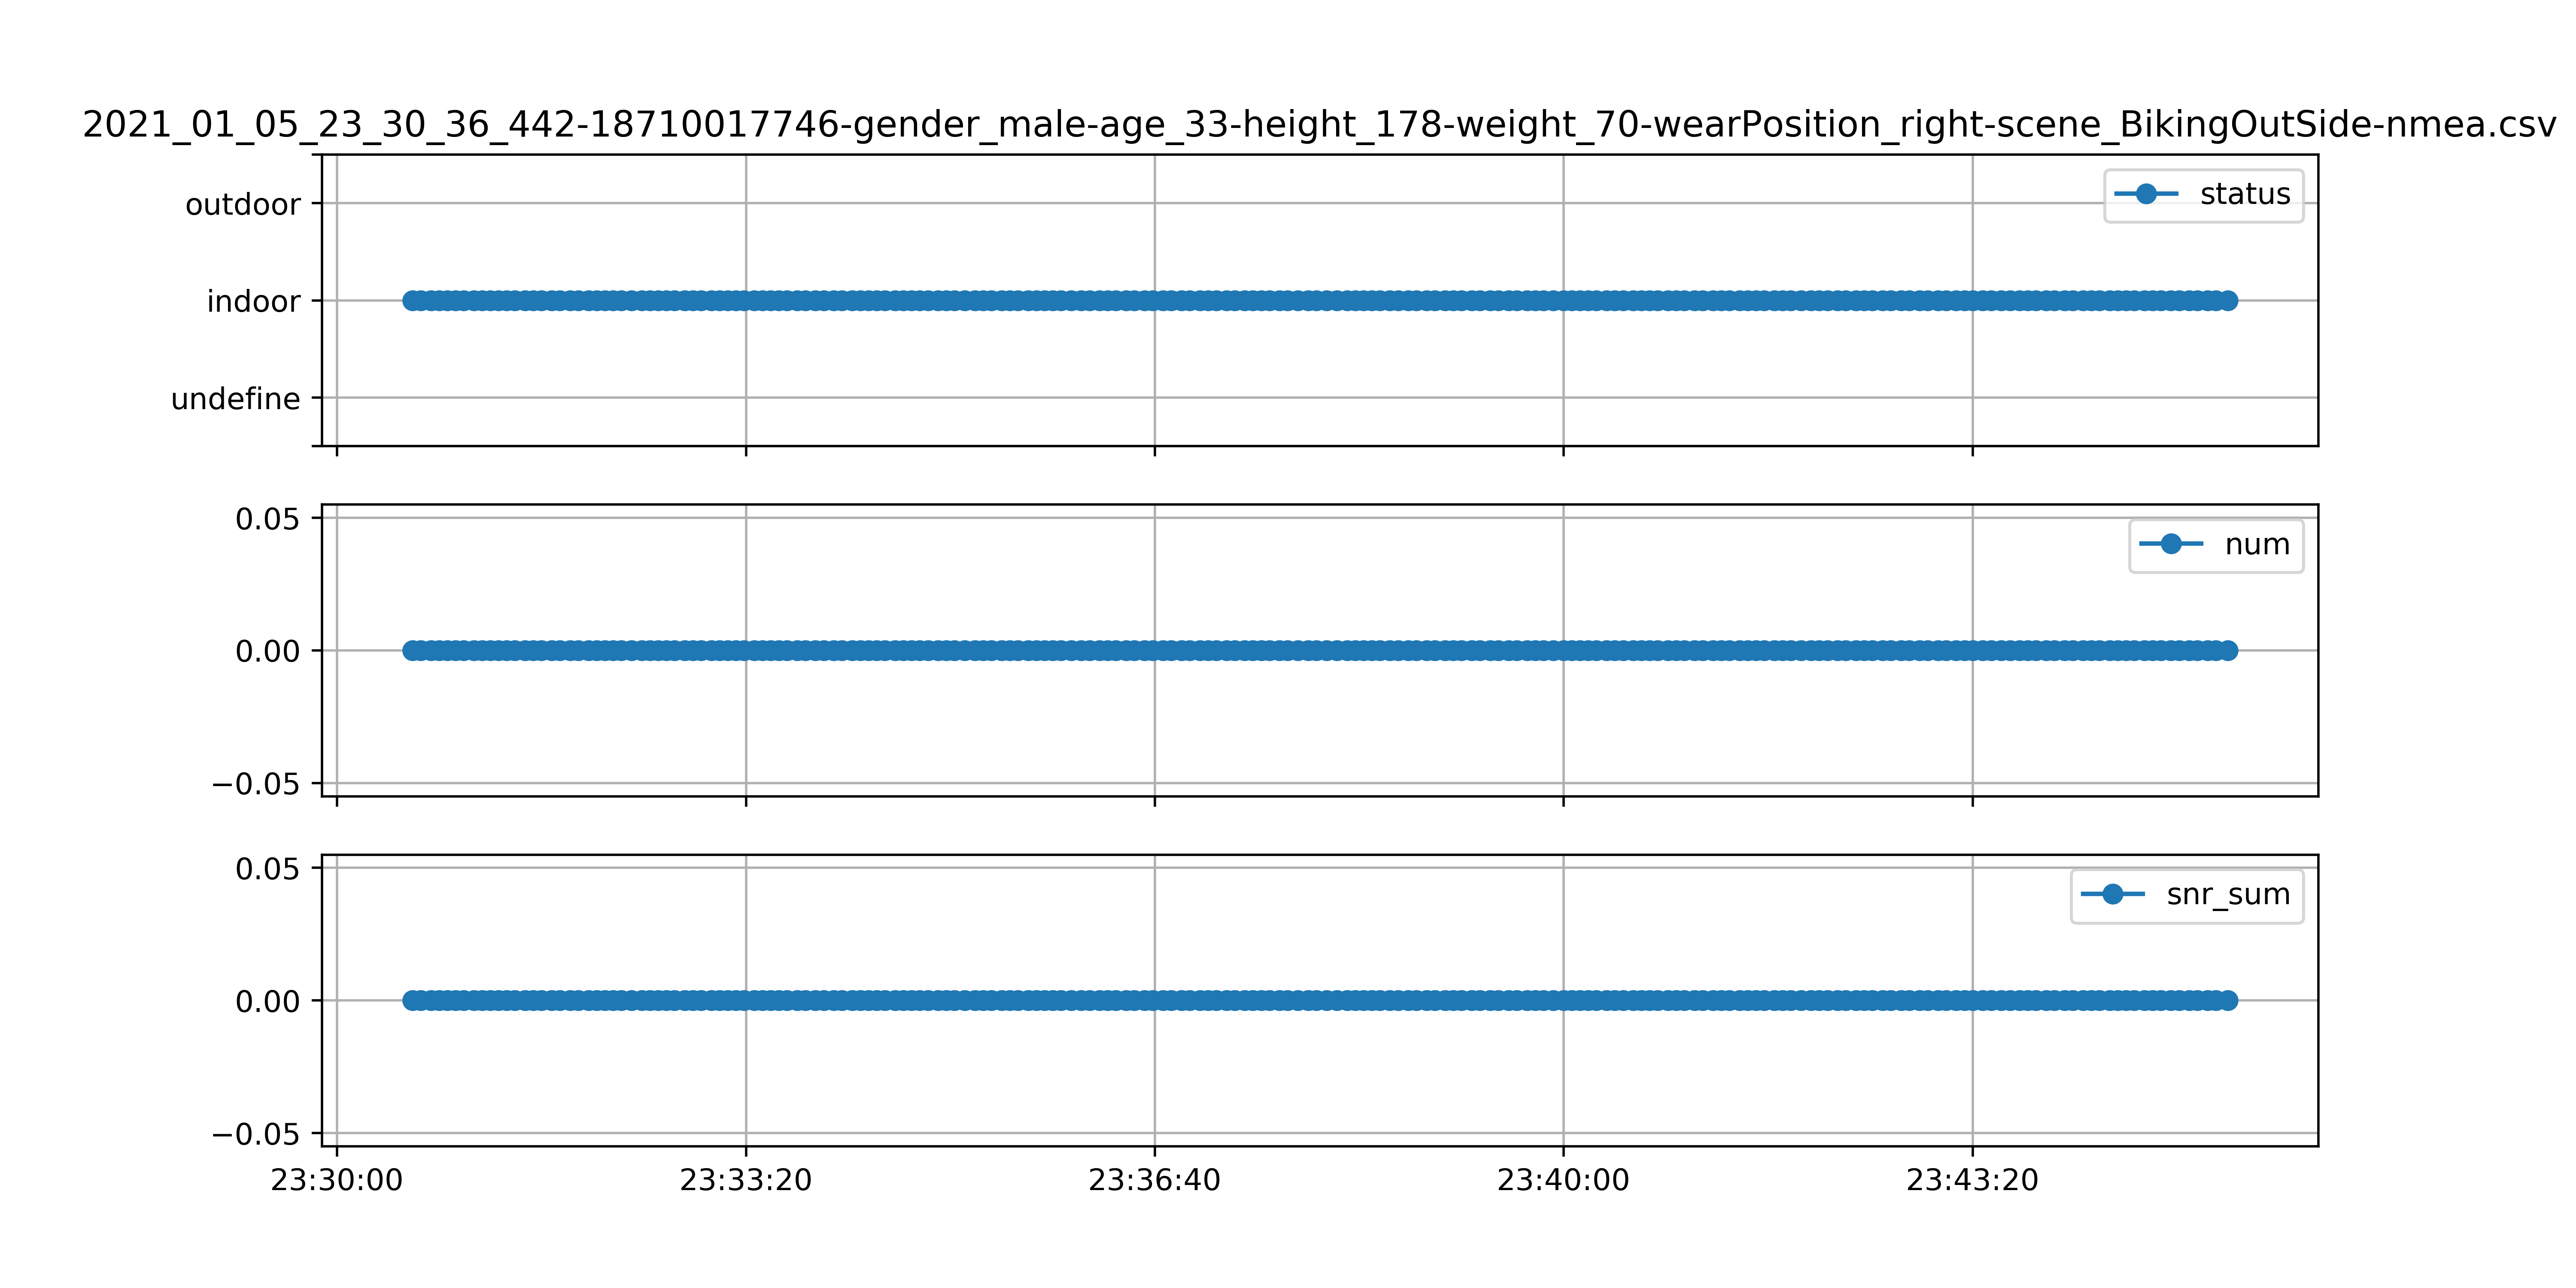 2021_01_05_23_30_36_442-18710017746-gender_male-age_33-height_178-weight_70-wearPosition_right-scene_BikingOutSide-nmea.csv
outdoor
status
indoor
undefine
0.05
num
0.00
−0.05
0.05
snr_sum
0.00
−0.05
23:30:00 23:33:20 23:36:40 23:40:00 23:43:20